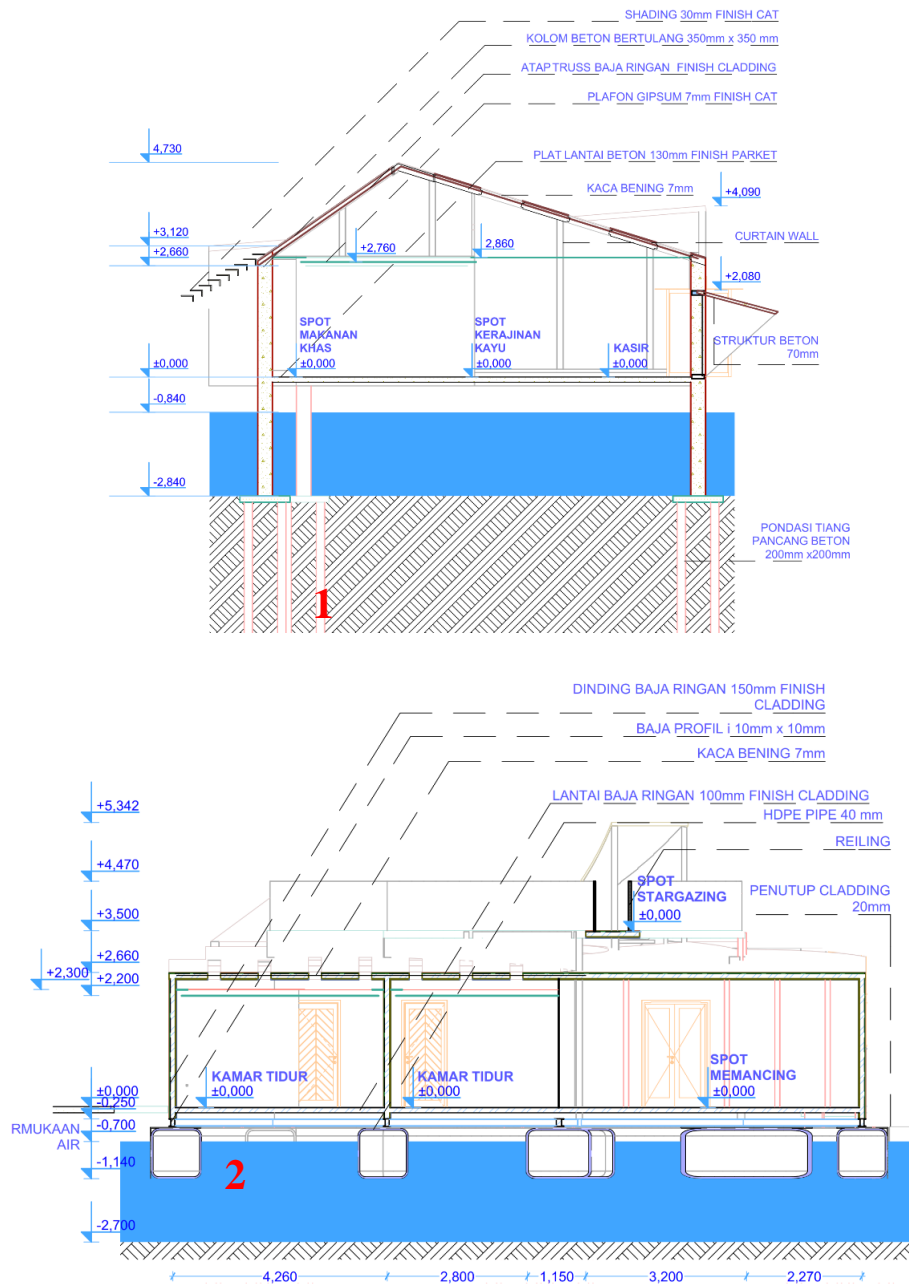 SHADING 30mm FINISH CAT
KOLOM BETON BERTULANG 350mm x 350 mm
ATAP TRUSS BAJA RINGAN FINISH CLADDING
PLAFON GIPSUM 7mm FINISH CAT
4,730
PLAT LANTAI BETON 130mm FINISH PARKET
KACA BENING 7mm
+4,090
+3,120
CURTAIN WALL
+2,660
+2,760
2,860
+2,080
SPOT
MAKANAN
KHAS
SPOT
KERAJINAN
KAYU
KASIR
STRUKTUR BETON
70mm
±0,000
±0,000
±0,000
±0,000
-0,840
-2,840
PONDASI TIANG
PANCANG BETON
200mm x200mm
1
DINDING BAJA RINGAN 150mm FINISH
CLADDING
BAJA PROFIL i 10mm x 10mm
KACA BENING 7mm
LANTAI BAJA RINGAN 100mm FINISH CLADDING
+5,342
HDPE PIPE 40 mm
REILING
+4,470
SPOT
STARGAZING
PENUTUP CLADDING
20mm
+3,500
±0,000
+2,660
+2,300
+2,200
KAMAR TIDUR
KAMAR TIDUR
SPOT
MEMANCING
±0,000
±0,000
±0,000
±0,000
-0,250
-0,700
RMUKAAN
AIR
-1,140
2
-2,700
4,260
2,800
1,150
3,200
2,270